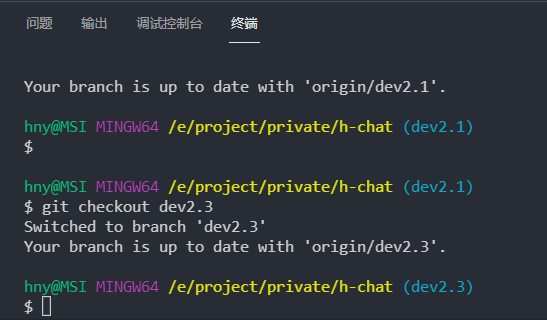 问题 输出 调试控制台 终端
Your branch is up to date with 'origin/dev2.1'.
hny@MSI MINGW64 /e/project/private/h-chat (dev2.1)
$
hny@MSI MINGW64 /e/project/private/h-chat (dev2.1)
$ git checkout dev2.3
Switched to branch 'dev2.3'
Your branch is up to date with 'origin/dev2.3'.
hny@MSI MINGW64 /e/project/private/h-chat (dev2.3)
$